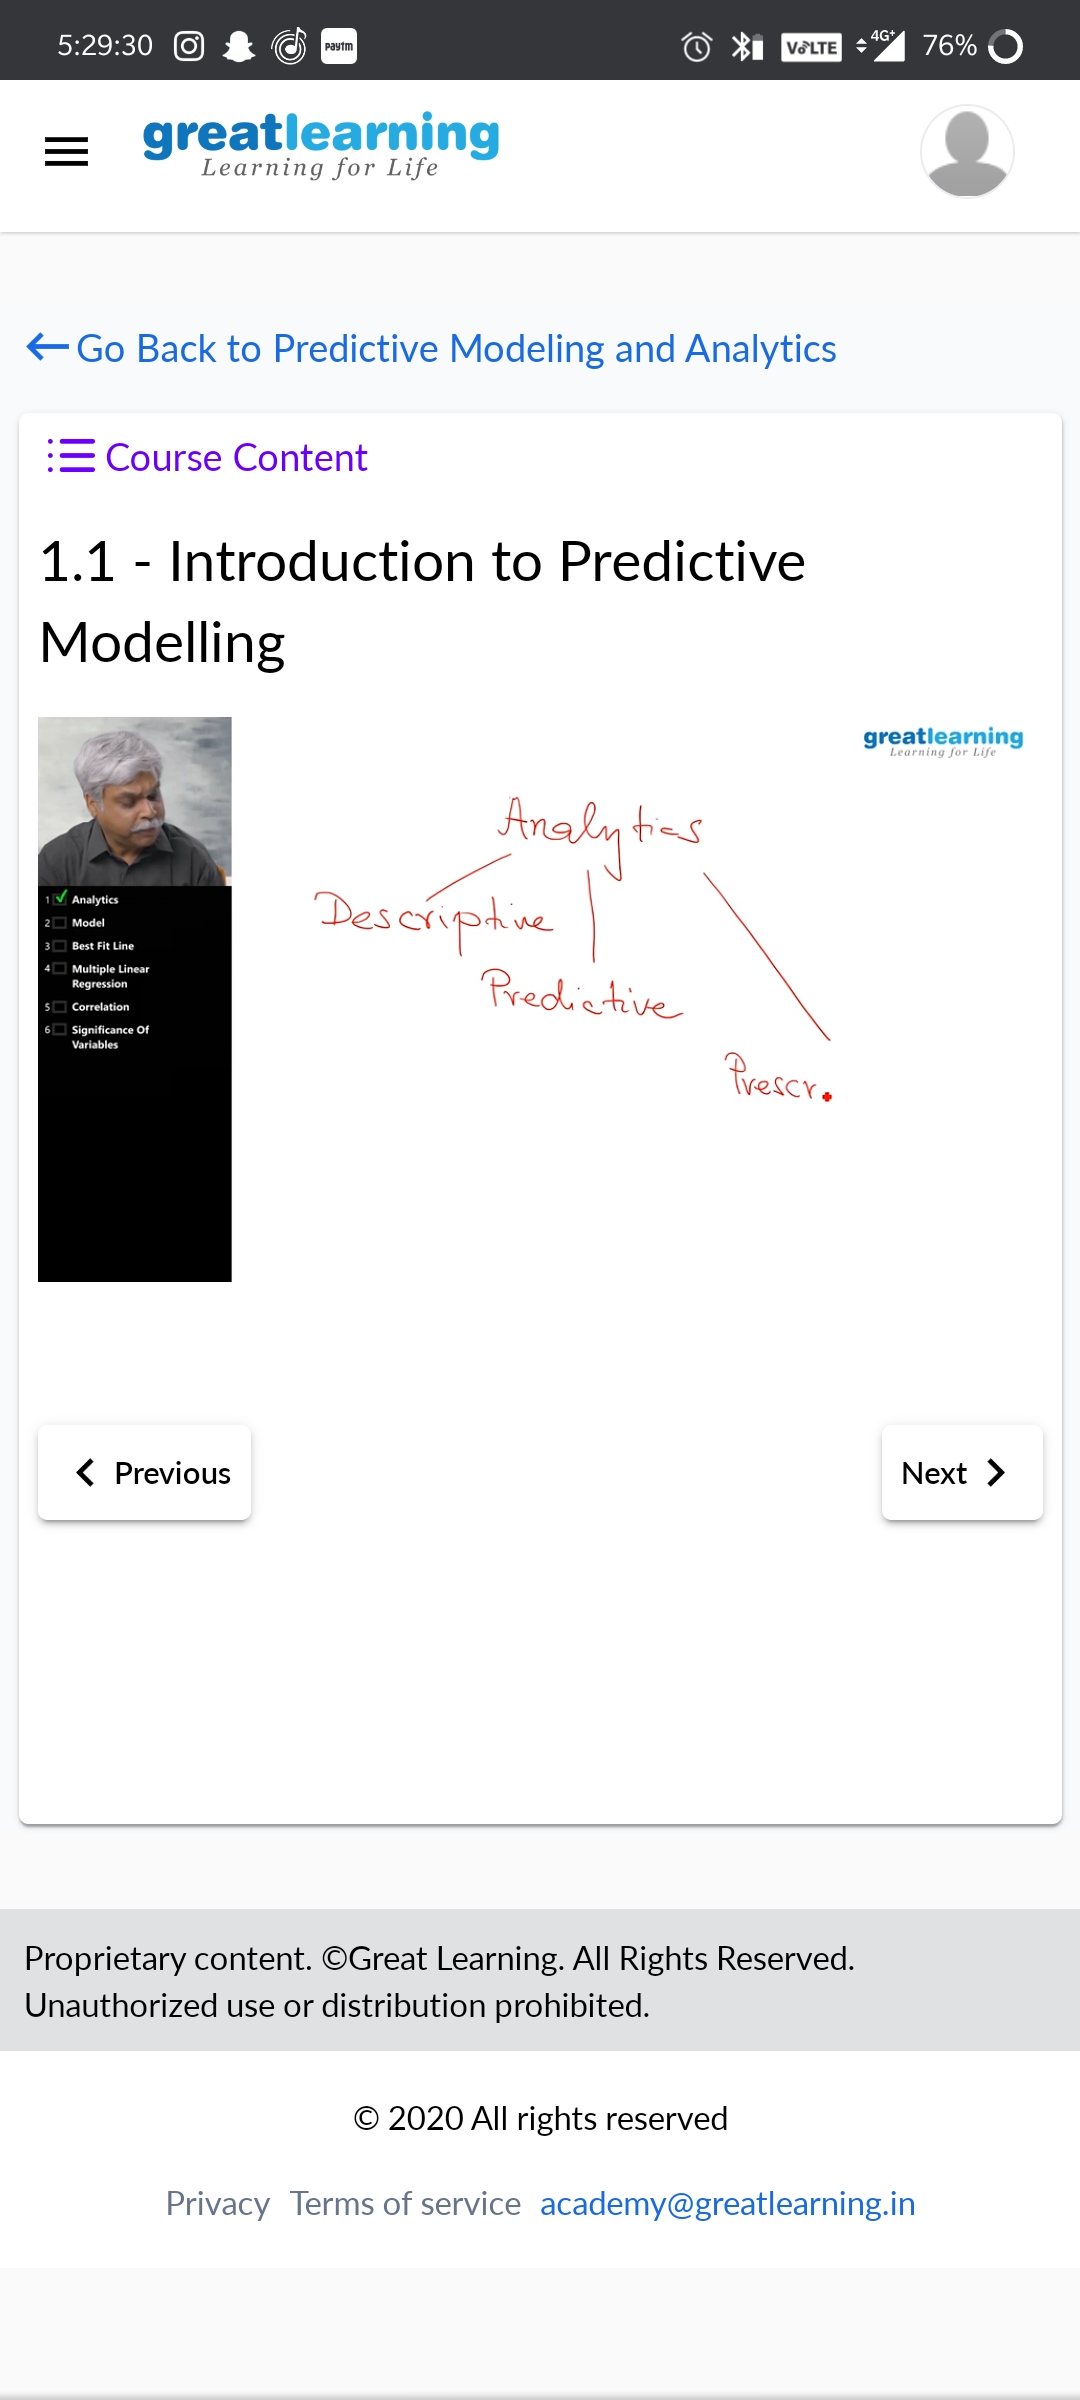 5:29:30 paytm VoLTE 4G+ 76%
greatlearning
Learning for Life
Go Back to Predictive Modeling and Analytics
Course Content
1.1 - Introduction to Predictive
Modelling
greatlearning
Learning for Life
1 Analytics
2 Model
3 Best Fit Line
4 Multiple Linear
Regression
5 Correlation
6 Significance Of
Variables
Analytics
Descriptive
Predictive
Prescr
Previous
Next
Proprietary content. ©Great Learning. All Rights Reserved.
Unauthorized use or distribution prohibited.
© 2020 All rights reserved
Privacy Terms of service academy@greatlearning.in